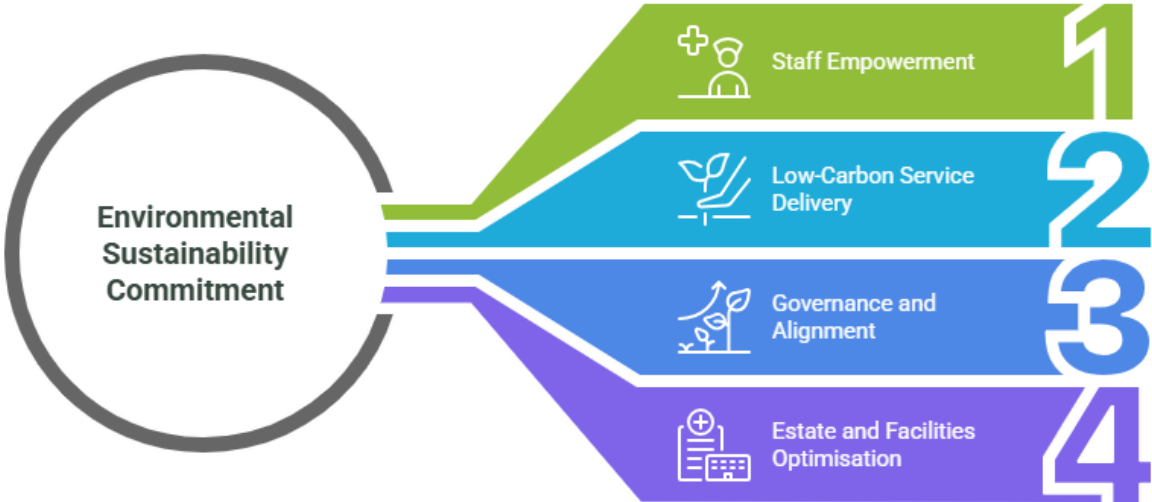 Environmental
Sustainability
Commitment
Staff Empowerment
1
Low-Carbon Service
Delivery
2
Governance and
Alignment
3
Estate and Facilities
Optimisation
4